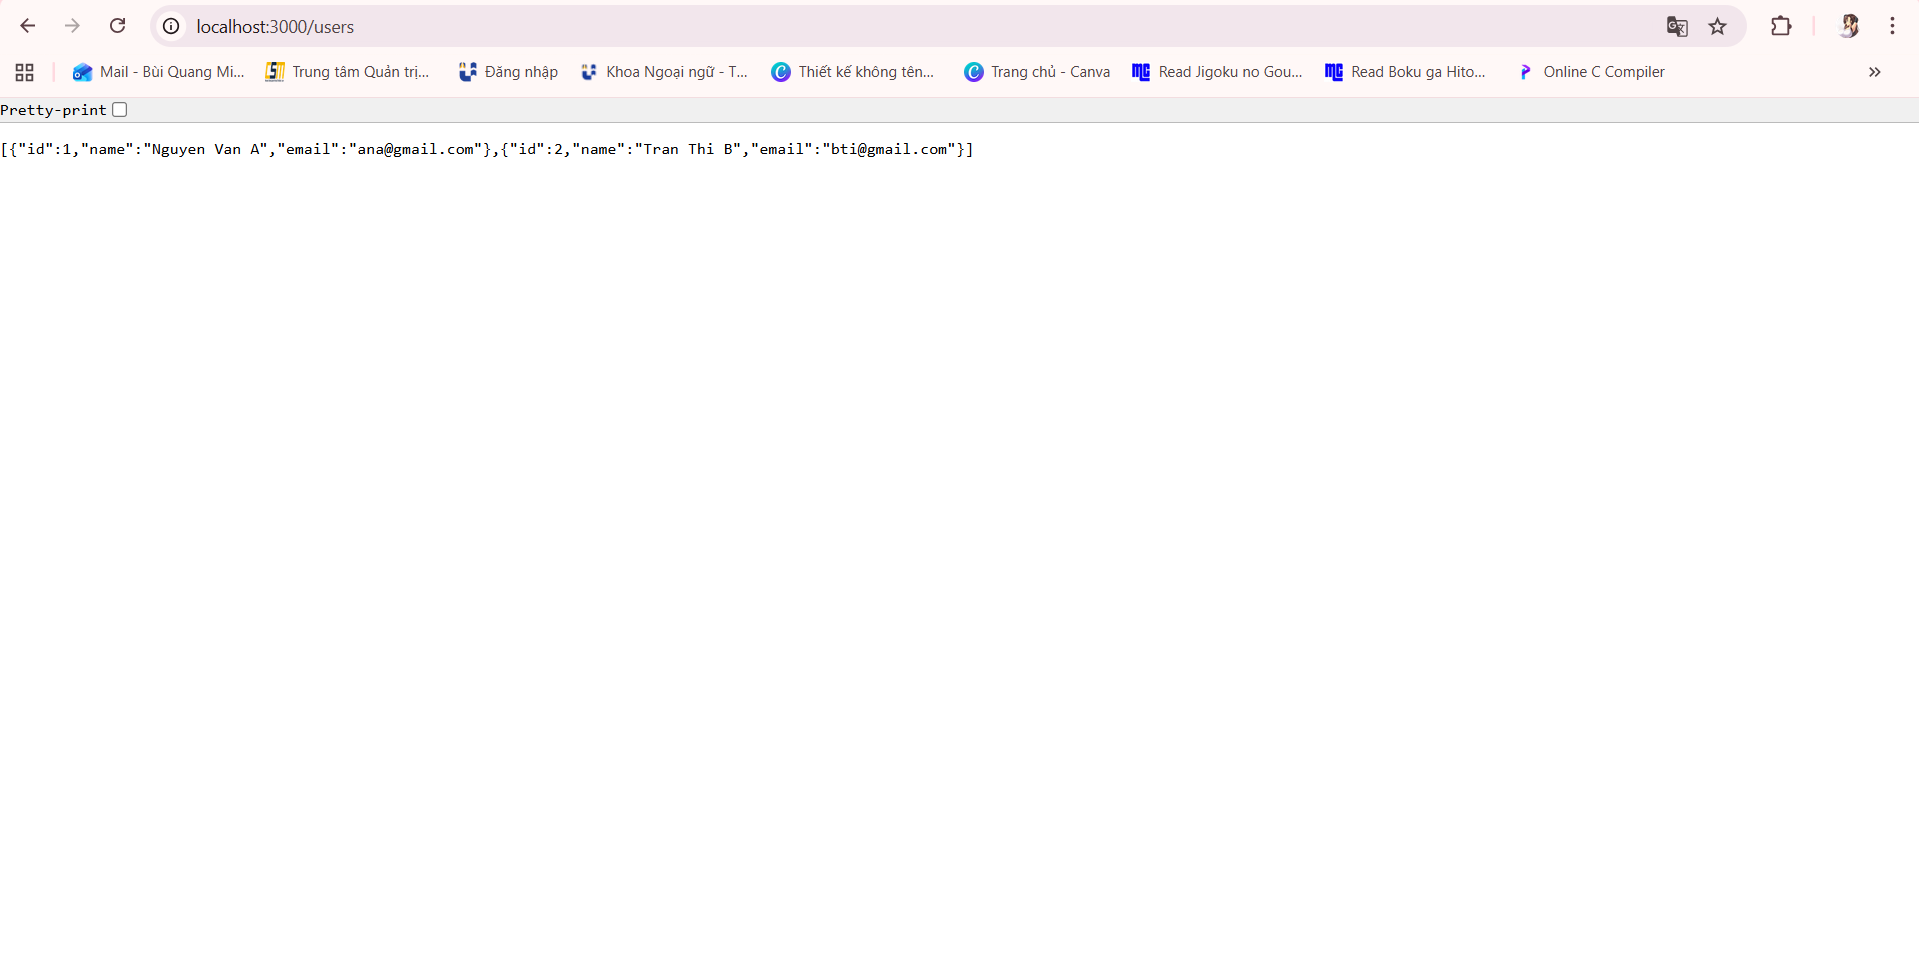 localhost:3000/users
Mail - Bùi Quang Mi... Trung tâm Quản trị... Đăng nhập Khoa Ngoại ngữ - T... Thiết kế không tên... Trang chủ - Canva Read Jigoku no Gou... Read Boku ga Hito... Online C Compiler
Pretty-print
[{"id":1,"name":"Nguyen Van A","email":"ana@gmail.com"},{"id":2,"name":"Tran Thi B","email":"bti@gmail.com"}]